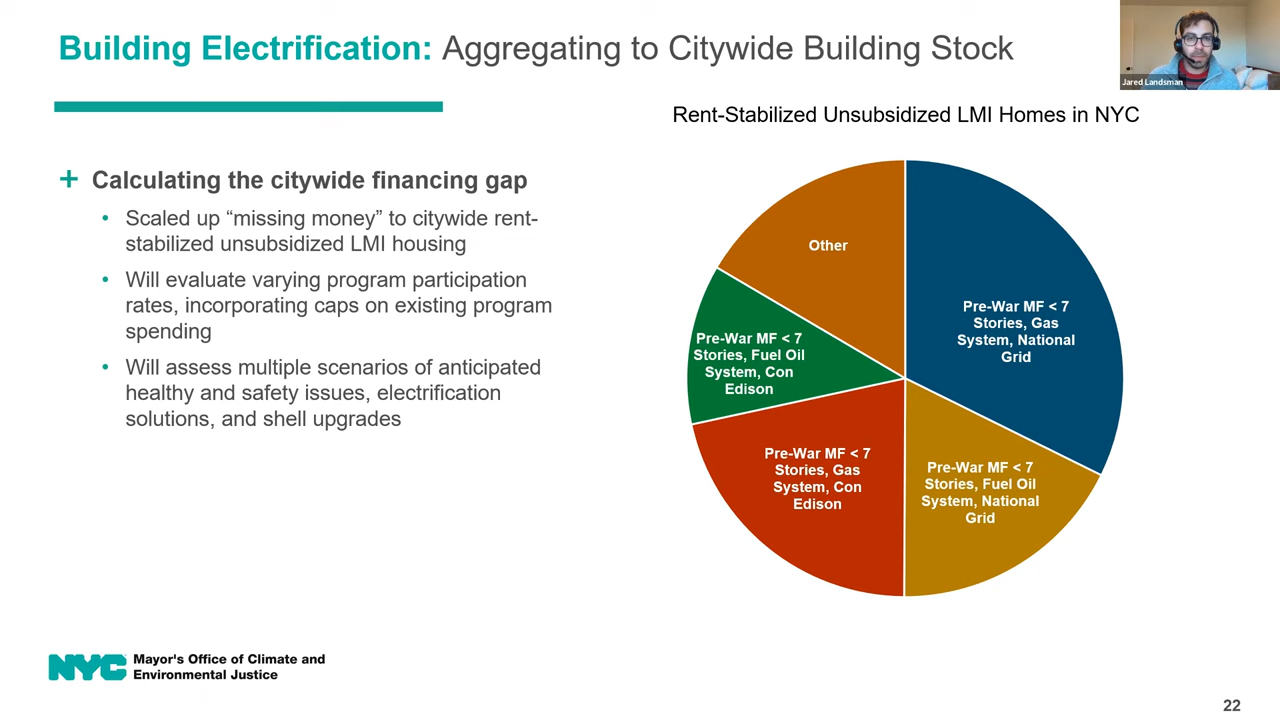 Building Electrification: Aggregating to Citywide Building Stock
Jared Landsman
Rent-Stabilized Unsubsidized LMI Homes in NYC
+ Calculating the citywide financing gap
• Scaled up “missing money” to citywide rent-
stabilized unsubsidized LMI housing
• Will evaluate varying program participation
rates, incorporating caps on existing program
spending
• Will assess multiple scenarios of anticipated
healthy and safety issues, electrification
solutions, and shell upgrades
Other
Pre-War MF < 7
Stories, Gas
System, National
Grid
Pre-War MF < 7
Stories, Fuel Oil
System, Con
Edison
Pre-War MF < 7
Stories, Gas
System, Con
Edison
Pre-War MF < 7
Stories, Fuel Oil
System, National
Grid
NYC
Mayor's Office of Climate and
Environmental Justice
22